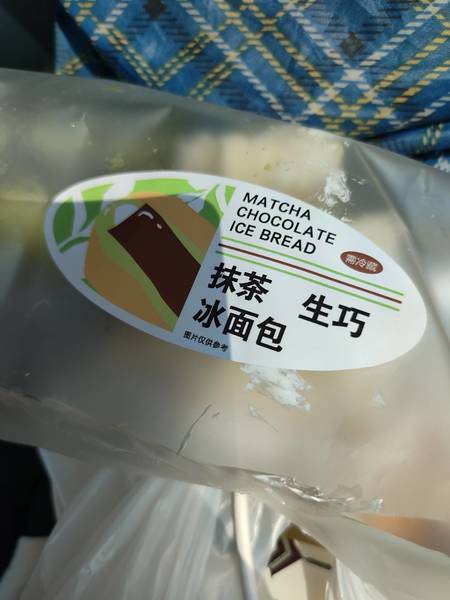 MATCHA
CHOCOLATE
ICE BREAD
需冷藏
抹茶 生巧
冰面包
图片仅供参考